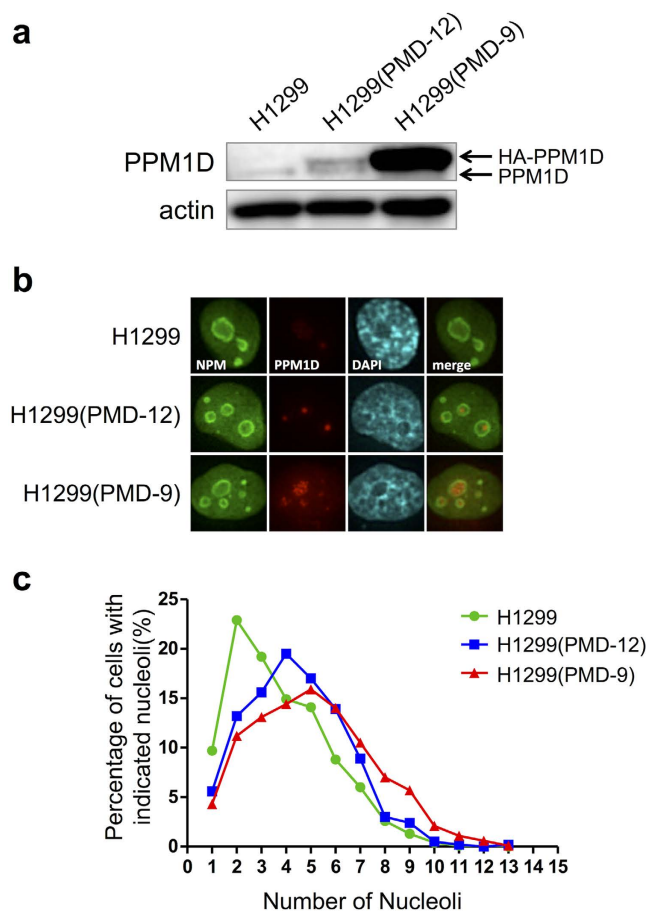 a
H1299
H1299(PMD-12)
H1299(PMD-9)
PPM1D
HA-PPM1D
PPM1D
actin
b
H1299
NPM
PPM1D
DAPI
merge
H1299(PMD-12)
H1299(PMD-9)
c
Percentage of cells with
indicated nucleoli(%)
25
20
15
10
5
0
0 1 2 3 4 5 6 7 8 9 10 11 12 13 14 15
Number of Nucleoli
H1299
H1299(PMD-12)
H1299(PMD-9)